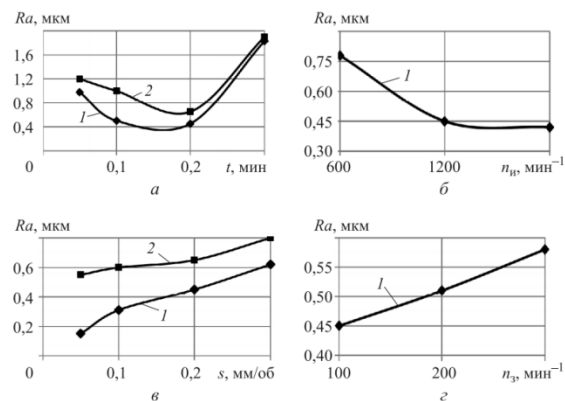 Ra, мкм
1,6
1,2
0,8
0,4
0
0,1
0,2
t, мин
1
2
а
Ra, мкм
0,75
0,60
0,45
0,30
600
1200
nи, мин⁻¹
1
б
Ra, мкм
0,6
0,4
0,2
0
0,1
0,2
s, мм/об
2
1
в
Ra, мкм
0,55
0,50
0,45
0,40
100
200
nз, мин⁻¹
1
г